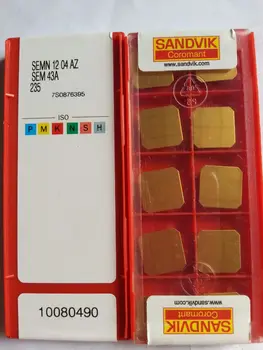 SEMN 12 04 AZ
SEM 43A
235
7S0876395
ISO
P M K N S H
10080490
SANDVIK
Coromant
www.sandvik.com
www.sandvik.com
SANDVIK
Coromant